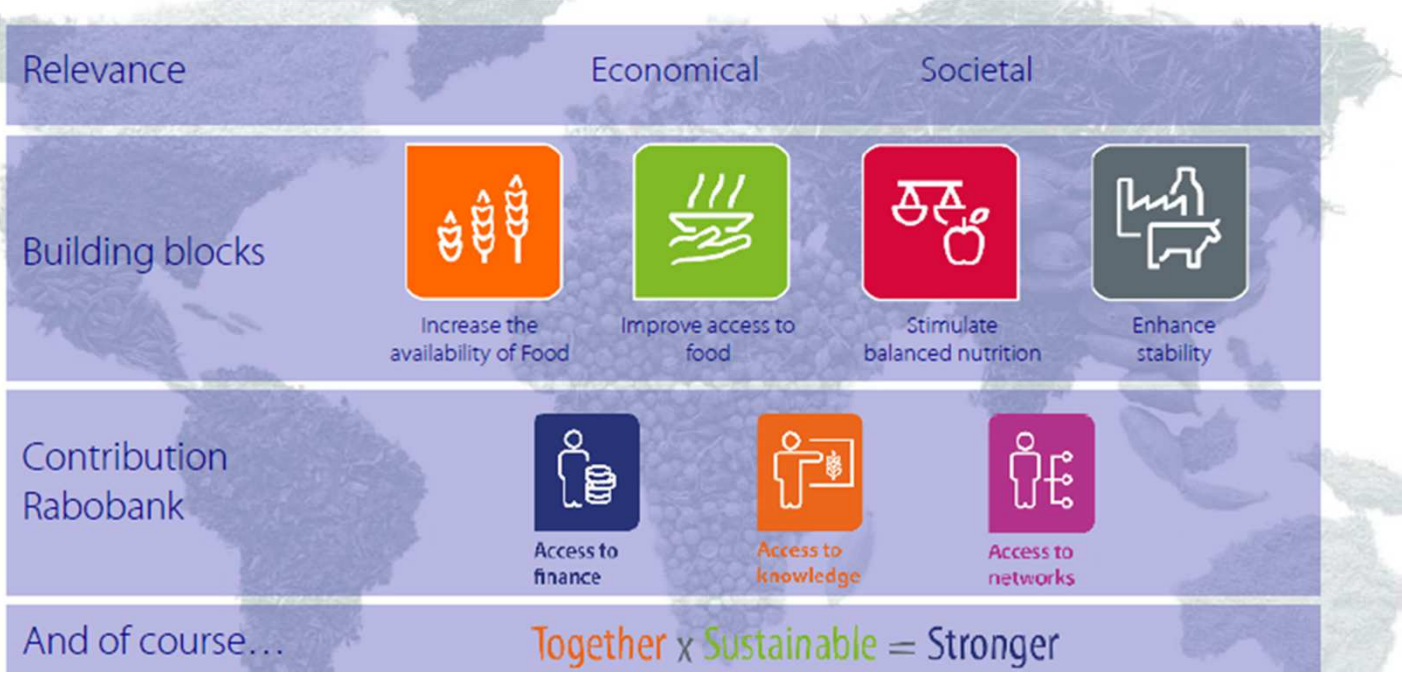 Relevance
Economical
Societal
Building blocks
Increase the
availability of Food
Improve access to
food
Stimulate
balanced nutrition
Enhance
stability
Contribution
Rabobank
Access to
finance
Access to
knowledge
Access to
networks
And of course...
Together x Sustainable = Stronger